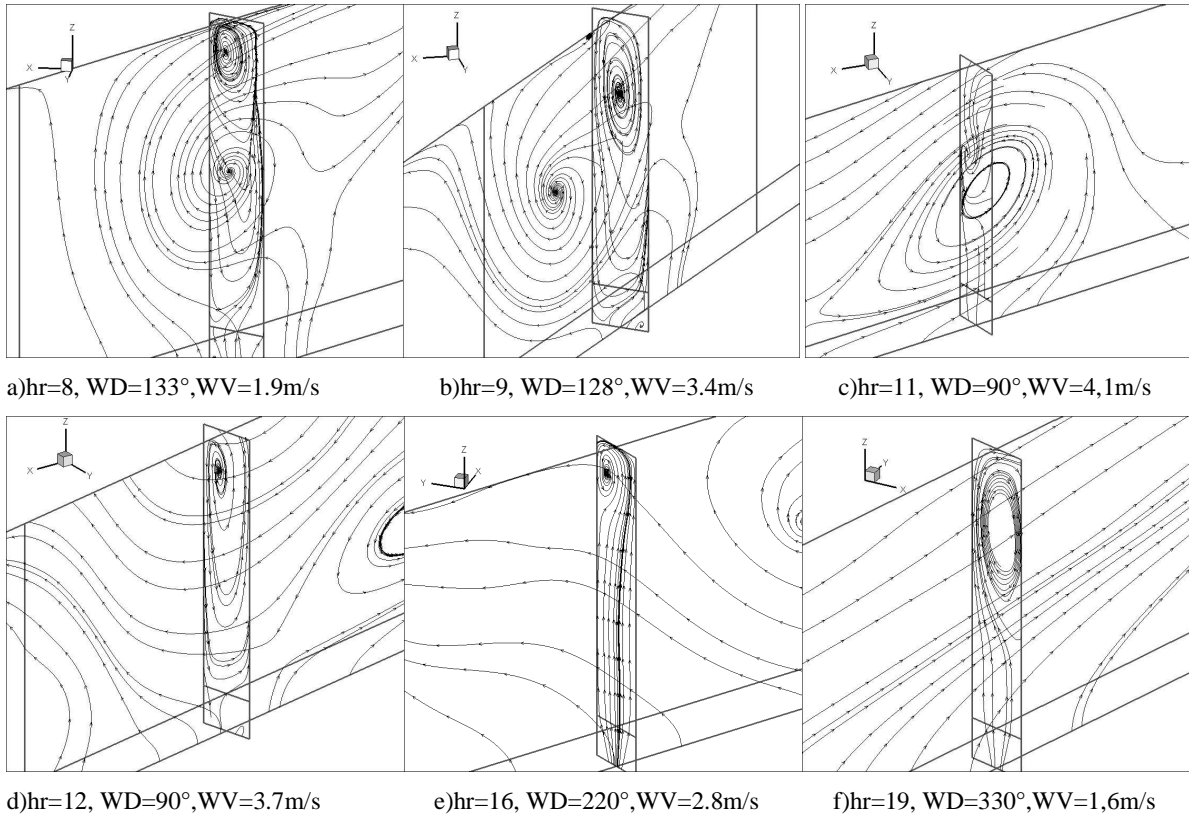 Z
X
Y
Z
X
Y
Z
X
Y
a)hr=8, WD=133°,WV=1.9m/s
b)hr=9, WD=128°,WV=3.4m/s
c)hr=11, WD=90°,WV=4,1m/s
Z
X
Y
Z
Y
X
Z
Y
X
d)hr=12, WD=90°,WV=3.7m/s
e)hr=16, WD=220°,WV=2.8m/s
f)hr=19, WD=330°,WV=1,6m/s